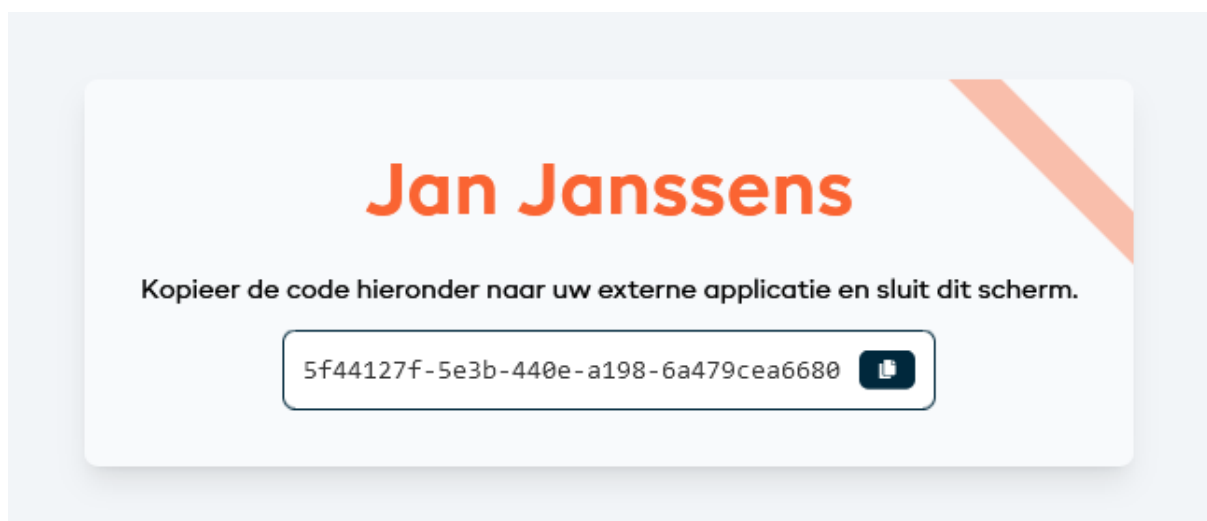 Jan Janssens
Kopieer de code hieronder naar uw externe applicatie en sluit dit scherm.
5f44127f-5e3b-440e-a198-6a479cea6680